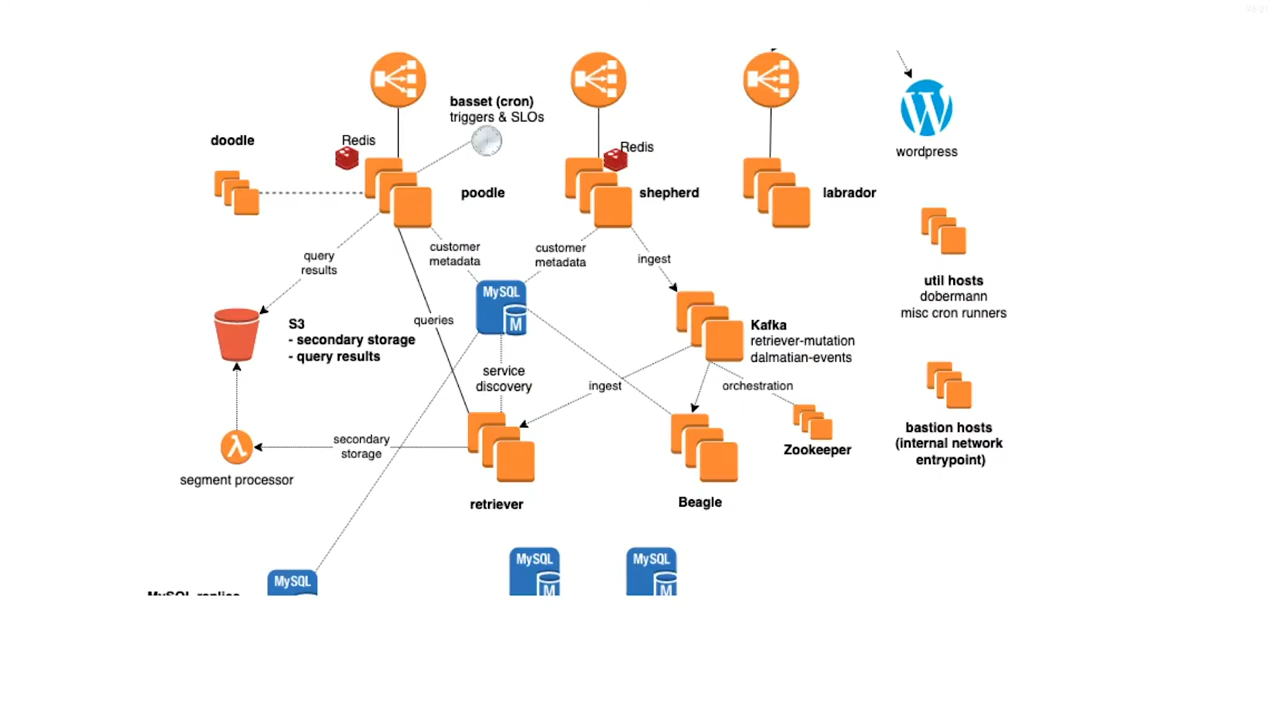 basset (cron)
triggers & SLOs
doodle
Redis
poodle
Redis
shepherd
labrador
wordpress
query
results
customer
metadata
customer
metadata
ingest
util hosts
dobermann
misc cron runners
MySQL
M
S3
- secondary storage
- query results
queries
Kafka
retriever-mutation
dalmatian-events
service
discovery
ingest
orchestration
secondary
storage
Zookeeper
bastion hosts
(internal network
entrypoint)
segment processor
retriever
Beagle
MySQL
M
MySQL
M
MySQL
MySQL replica